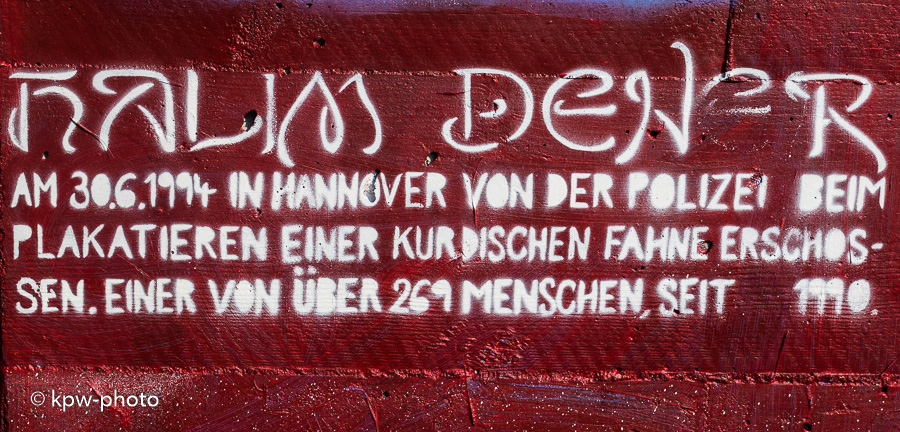 HALIM DENER
AM 30.6.1994 IN HANNOVER VON DER POLIZEI BEIM
PLAKATIEREN EINER KURDISCHEN FAHNE ERSCHOS-
SEN. EINER VON ÜBER 269 MENSCHEN, SEIT 1990.
© kpw-photo